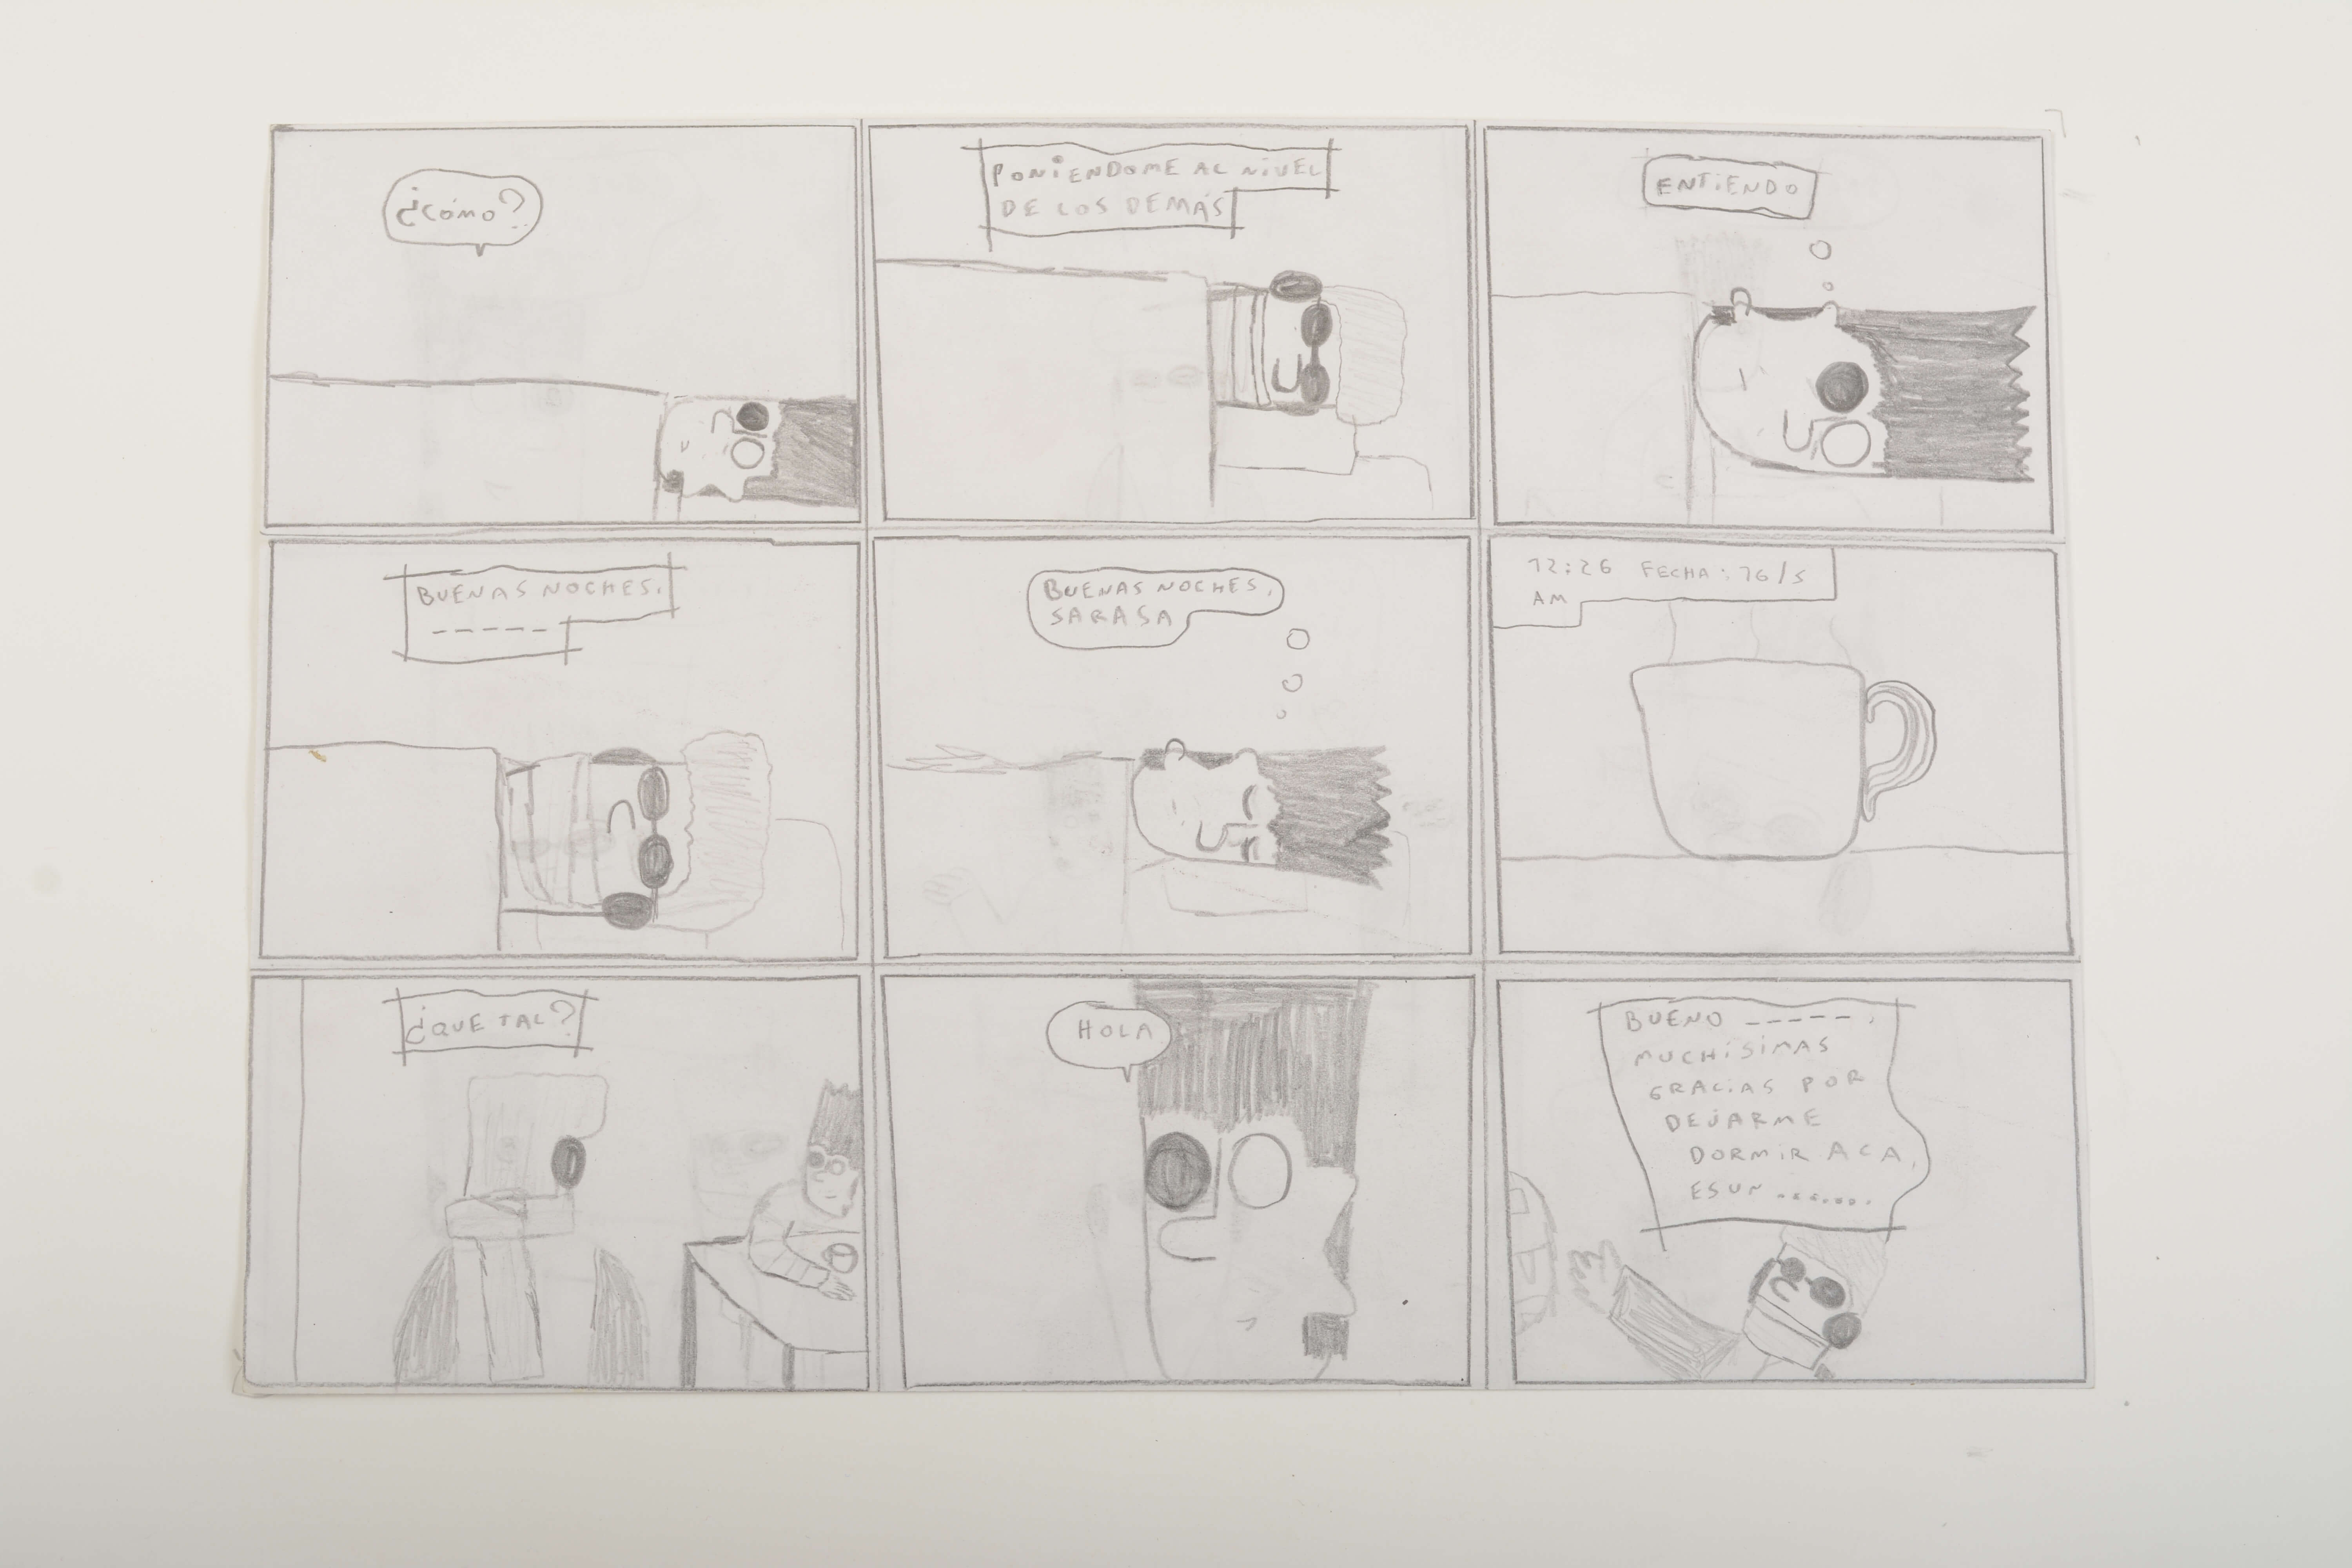 ¿CÓMO?
PONIENDOME AL NIVEL
DE LOS DEMÁS
ENTIENDO
BUENAS NOCHES,
-----
BUENAS NOCHES,
SARASA
12:26 FECHA: 16/5
AM
¿QUE TAL?
HOLA
BUENO -----,
MUCHÍSIMAS
GRACIAS POR
DEJARME
DORMIR ACA,
ES UN .......